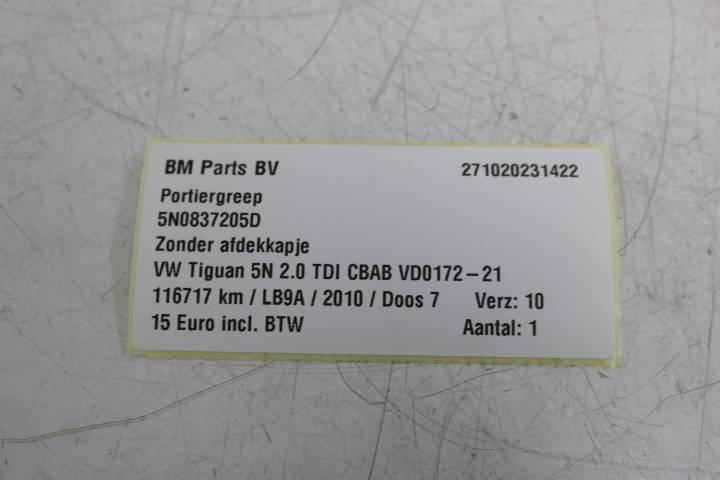 BM Parts BV 271020231422
Portiergreep
5N0837205D
Zonder afdekkapje
VW Tiguan 5N 2.0 TDI CBAB VD0172-21
116717 km / LB9A / 2010 / Doos 7 Verz: 10
15 Euro incl. BTW Aantal: 1